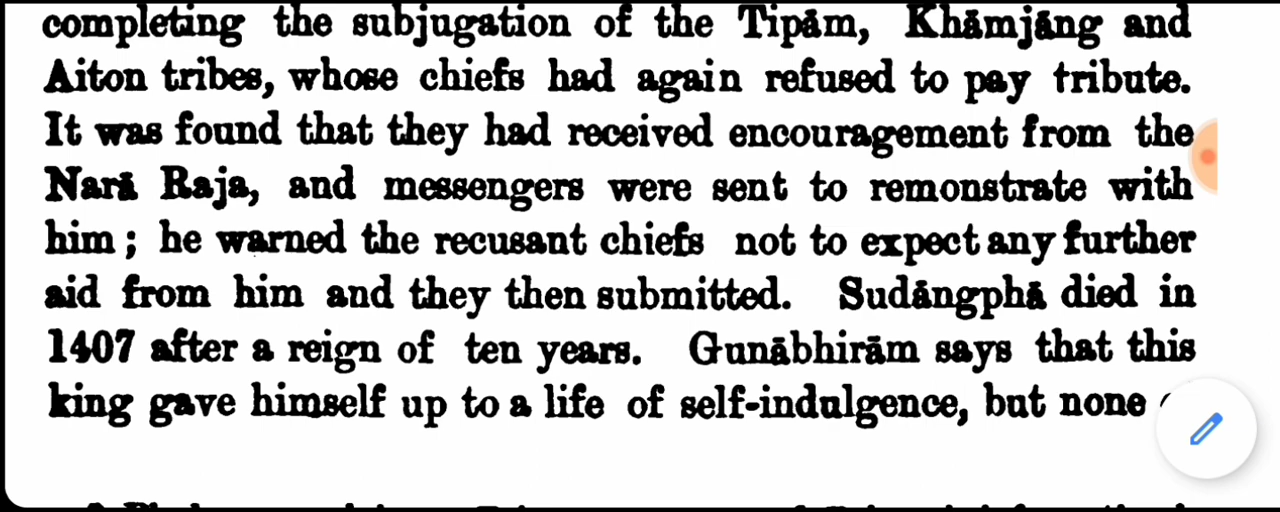 completing the subjugation of the Tipām, Khāmjāng and
Aiton tribes, whose chiefs had again refused to pay tribute.
It was found that they had received encouragement from the
Narā Raja, and messengers were sent to remonstrate with
him; he warned the recusant chiefs not to expect any further
aid from him and they then submitted. Sudāngphā died in
1407 after a reign of ten years. Gunābhirām says that this
king gave himself up to a life of self-indulgence, but none